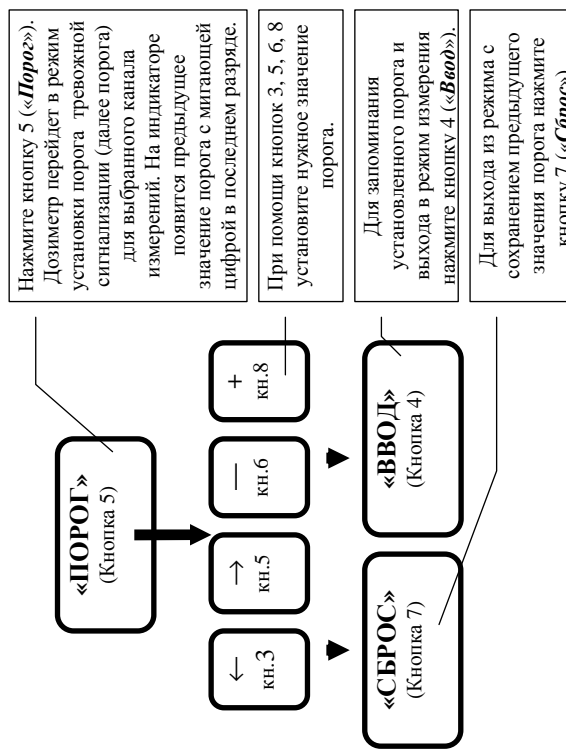 «ПОРОГ»
(Кнопка 5)
←
кн.3
→
кн.5
—
кн.6
+
кн.8
«СБРОС»
(Кнопка 7)
«ВВОД»
(Кнопка 4)
Нажмите кнопку 5 («Порог»).
Дозиметр перейдет в режим
установки порога тревожной
сигнализации (далее порога)
для выбранного канала
измерений. На индикаторе
появится предыдущее
значение порога с мигающей
цифрой в последнем разряде.
При помощи кнопок 3, 5, 6, 8
установите нужное значение
порога.
Для запоминания
установленного порога и
выхода в режим измерения
нажмите кнопку 4 («Ввод»).
Для выхода из режима с
сохранением предыдущего
значения порога нажмите
кнопку 7 («Сброс»)